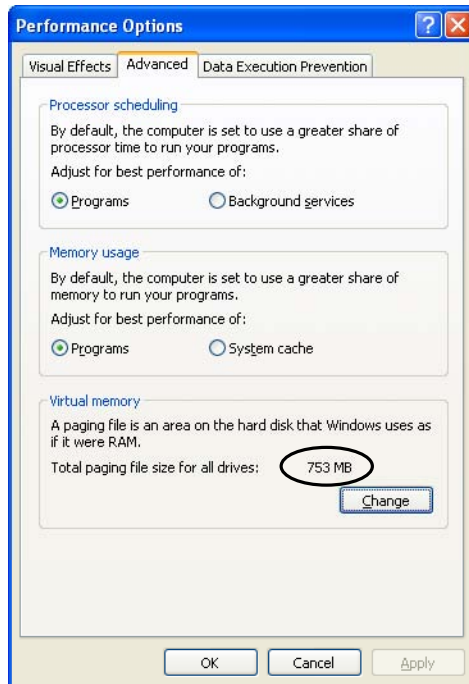 Performance Options
?
X
Visual Effects
Advanced
Data Execution Prevention
Processor scheduling
By default, the computer is set to use a greater share of
processor time to run your programs.
Adjust for best performance of:
Programs
Background services
Memory usage
By default, the computer is set to use a greater share of
memory to run your programs.
Adjust for best performance of:
Programs
System cache
Virtual memory
A paging file is an area on the hard disk that Windows uses as
if it were RAM.
Total paging file size for all drives: 753 MB
Change
OK
Cancel
Apply